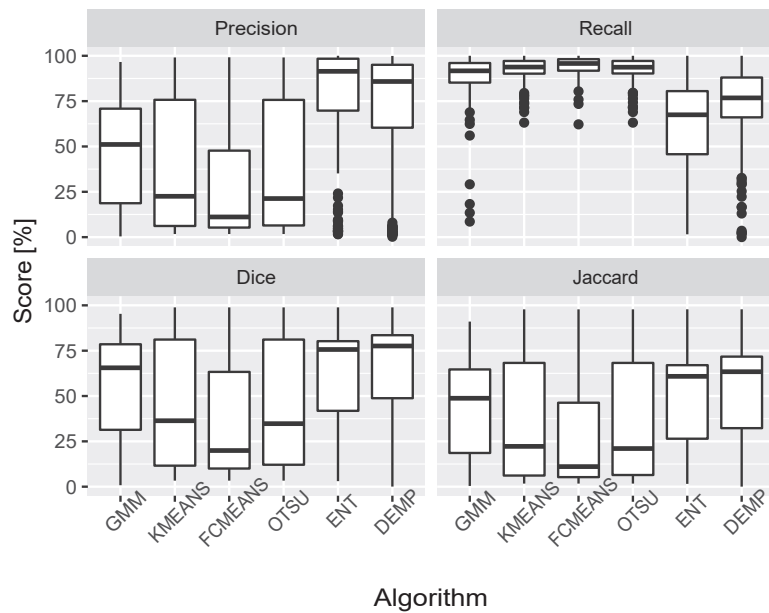 Precision
Recall
100
75
50
25
0
Dice
Jaccard
100
75
50
25
0
GMM
KMEANS
FCMEANS
OTSU
ENT
DEMP
GMM
KMEANS
FCMEANS
OTSU
ENT
DEMP
Score [%]
Algorithm